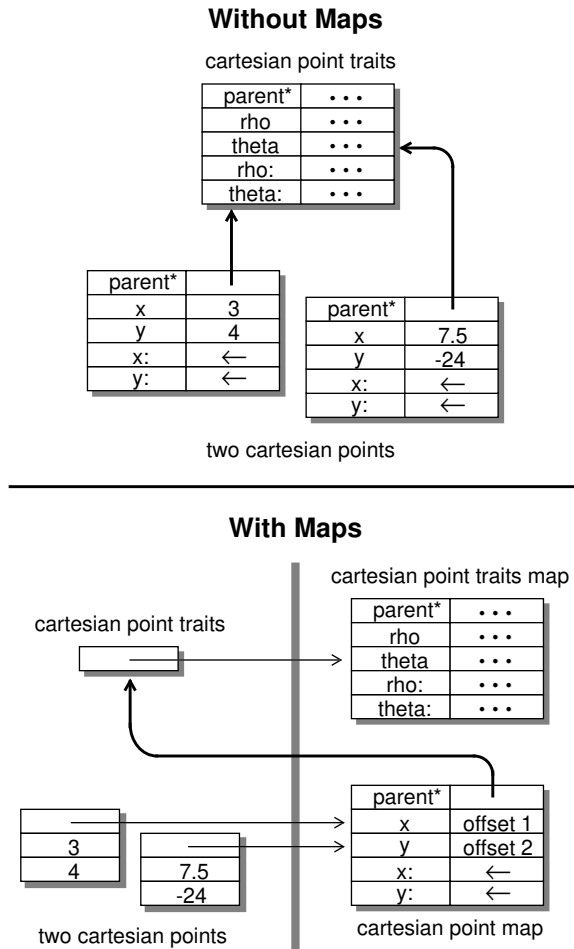 Without Maps
cartesian point traits
parent* • • •
rho • • •
theta • • •
rho: • • •
theta: • • •
parent*
x 3
y 4
x: ←
y: ←
parent*
x 7.5
y -24
x: ←
y: ←
two cartesian points
With Maps
cartesian point traits map
parent* • • •
rho • • •
theta • • •
rho: • • •
theta: • • •
cartesian point traits
3
4
7.5
-24
two cartesian points
parent*
x offset 1
y offset 2
x: ←
y: ←
cartesian point map